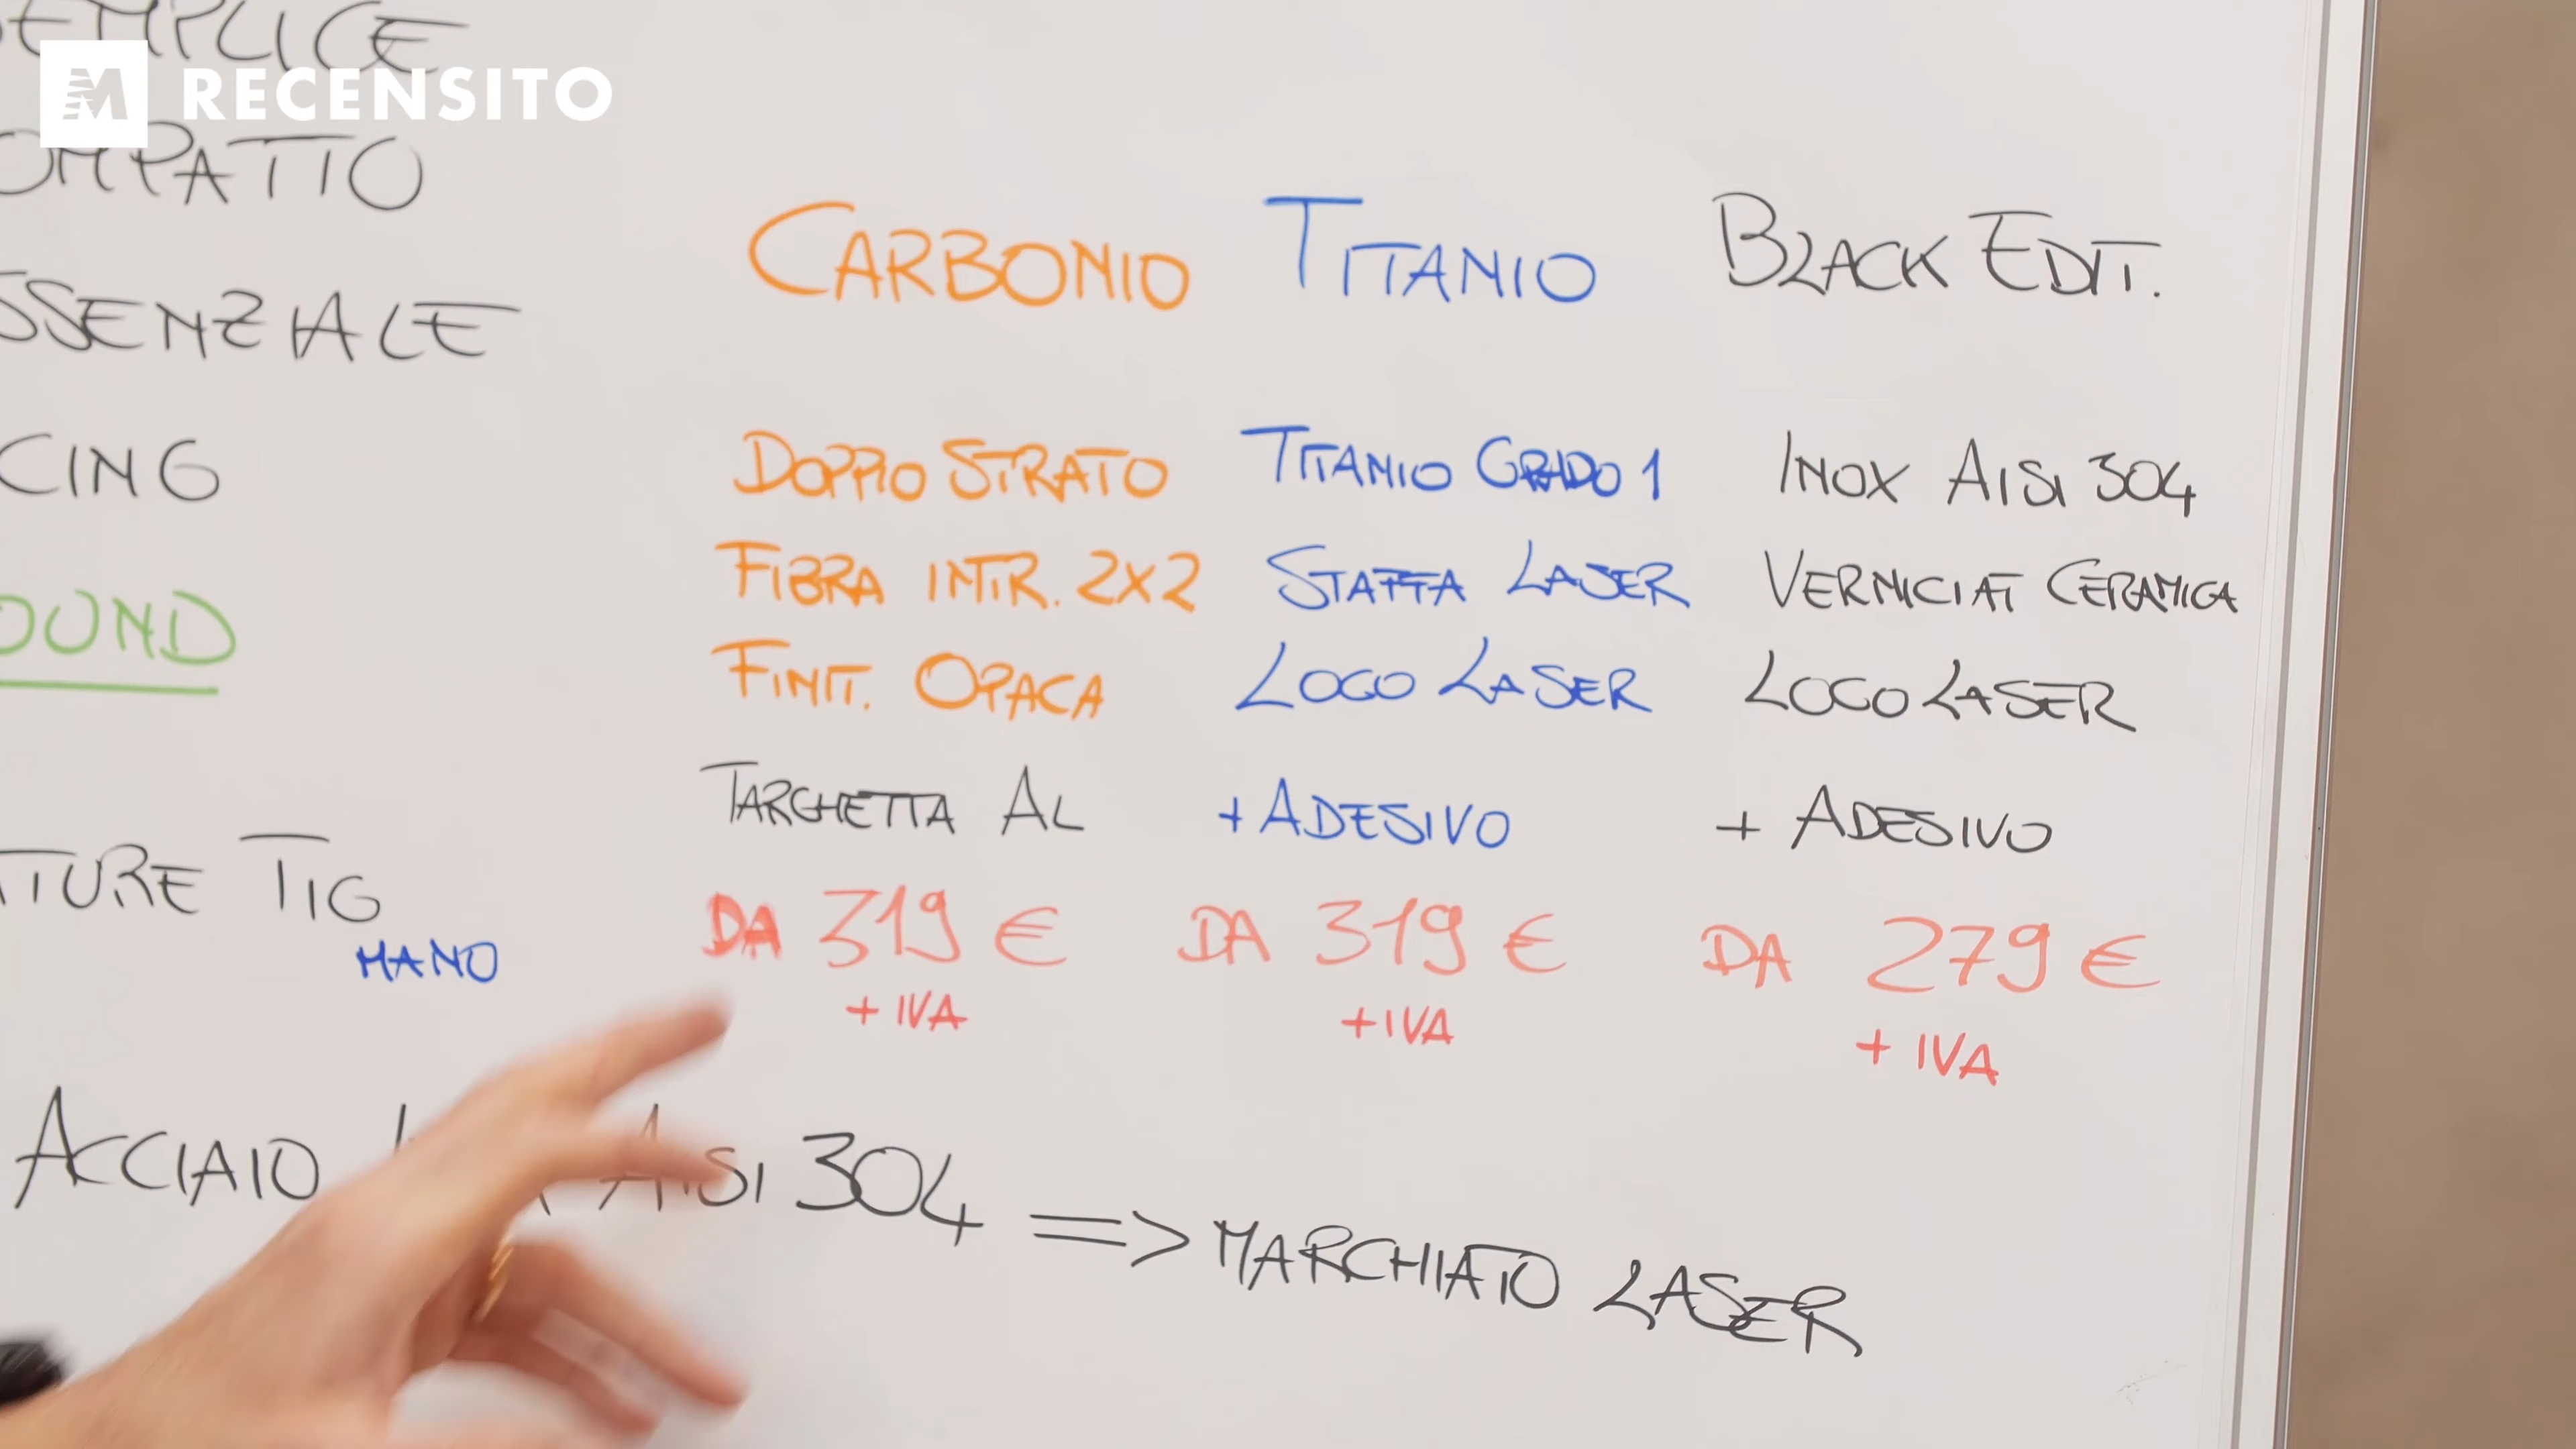 RECENSITO
CARBONIO TITANIO BLACK EDIT.
DOPPIO STRATO TITANIO GRADO 1 INOX AISI 304
FIBRA INTR. 2X2 STAFFA LASER VERNICIAT CERAMICA
FINIT. OPACA LOGO LASER LOGO LASER
TARGHETTA AL + ADESIVO + ADESIVO
DA 319 € DA 319 € DA 279 €
+ IVA + IVA + IVA
SEMPLICE
OMPATTO
SSENZIALE
CING
OUND
TURE TIG
MANO
ACCIAIO AISI 304 => MARCHIATO LASER